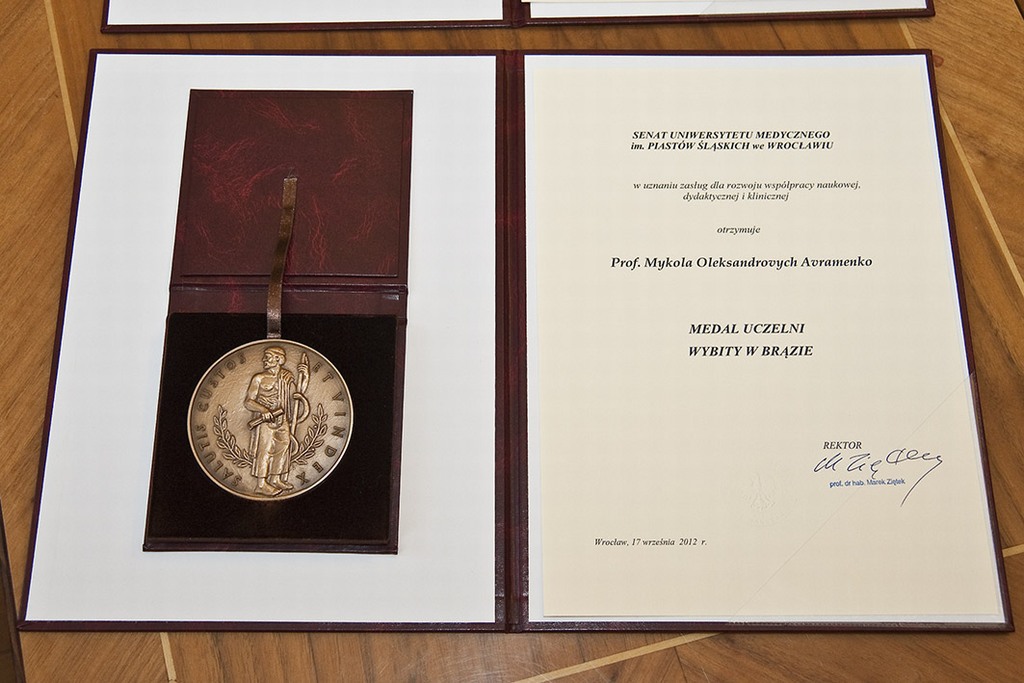 SALUTIS CUSTOS ET VINDEX
SENAT UNIWERSYTETU MEDYCZNEGO
im. PIASTÓW ŚLĄSKICH we WROCŁAWIU
w uznaniu zasług dla rozwoju współpracy naukowej,
dydaktycznej i klinicznej
otrzymuje
Prof. Mykola Oleksandrovych Avramenko
MEDAL UCZELNI
WYBITY W BRĄZIE
REKTOR
prof. dr hab. Marek Ziętek
Wrocław, 17 września 2012 r.